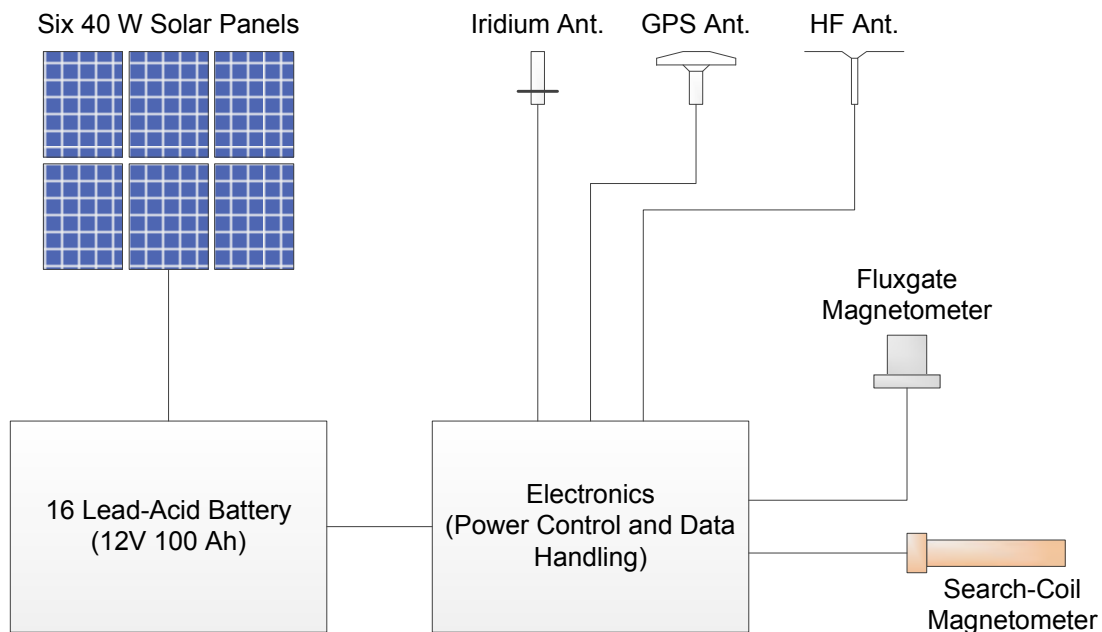 Six 40 W Solar Panels
Iridium Ant.
GPS Ant.
HF Ant.
Fluxgate
Magnetometer
16 Lead-Acid Battery
(12V 100 Ah)
Electronics
(Power Control and Data
Handling)
Search-Coil
Magnetometer